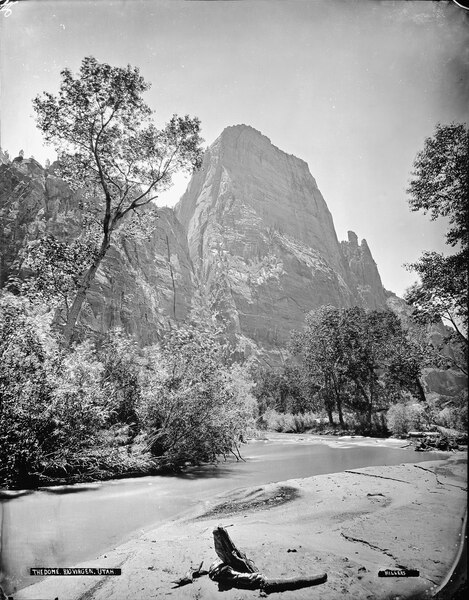 THE DOME. RIO VIRGEN. UTAH.
HILLERS